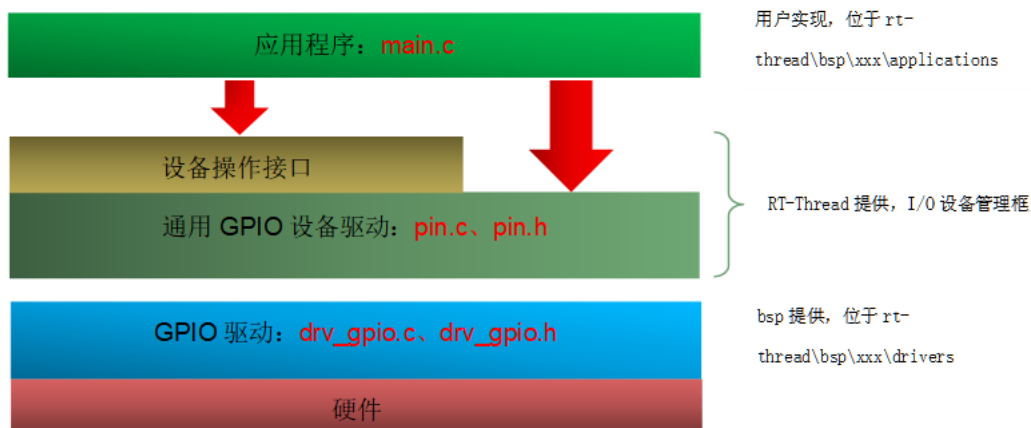 应用程序：main.c
用户实现，位于 rt-
thread\bsp\xxx\applications
设备操作接口
通用 GPIO 设备驱动：pin.c、pin.h
RT-Thread 提供，I/O 设备管理框
GPIO 驱动：drv_gpio.c、drv_gpio.h
bsp 提供，位于 rt-
thread\bsp\xxx\drivers
硬件